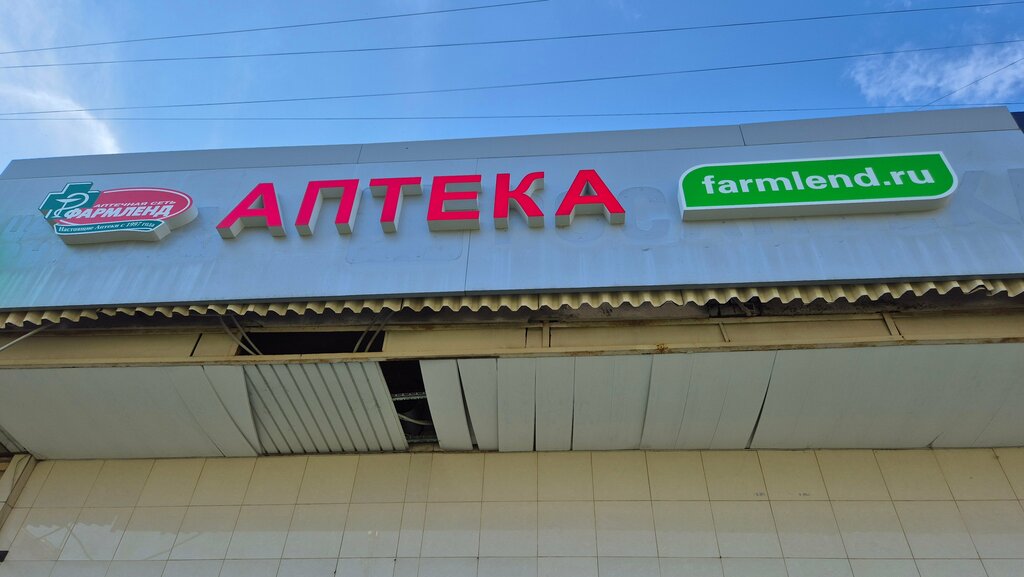 АПТЕЧНАЯ СЕТЬ
ФАРМЛЕНД
Настоящие Аптеки с 1997 года
АПТЕКА
farmlend.ru